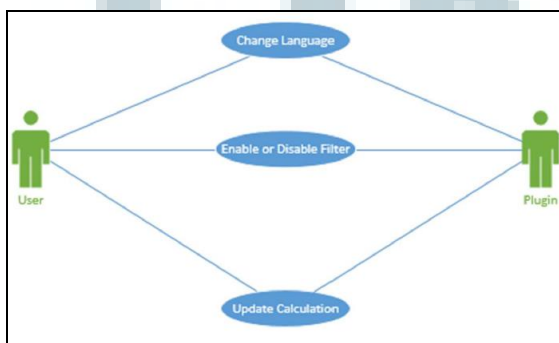 Change Language
Enable or Disable Filter
User
Plugin
Update Calculation